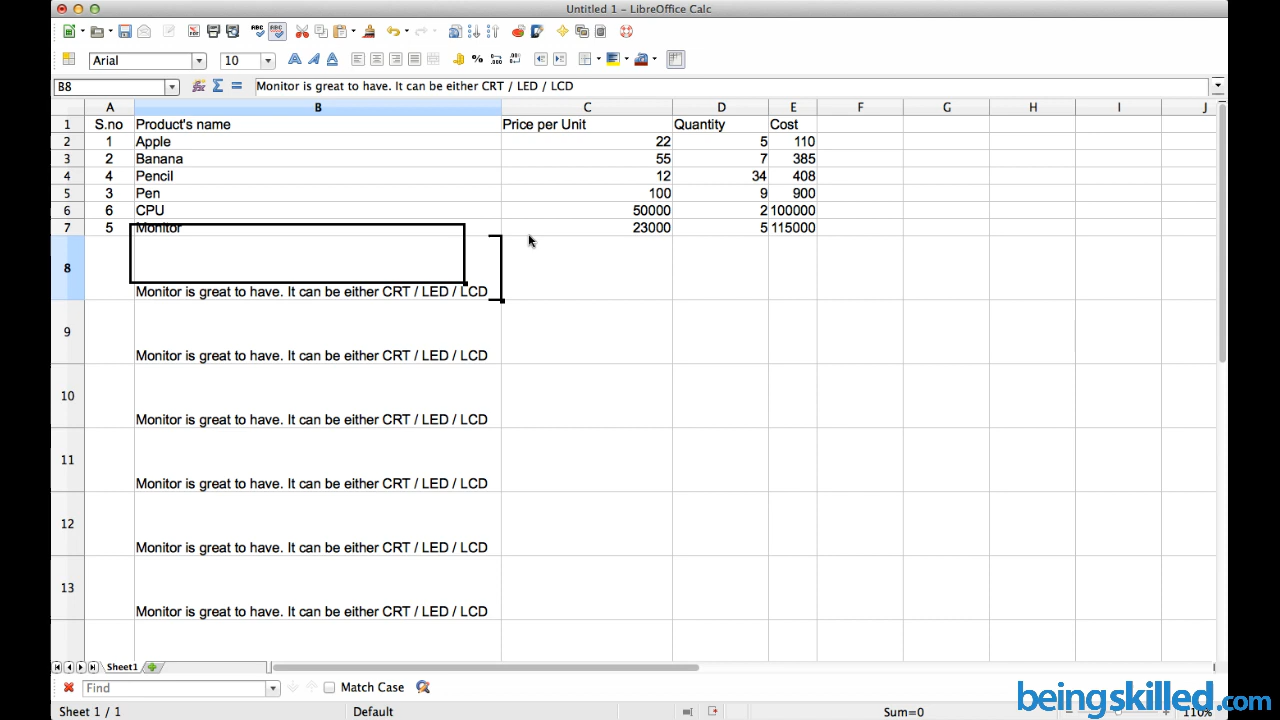 Untitled 1 - LibreOffice Calc
Arial 10
B8 Monitor is great to have. It can be either CRT / LED / LCD
A B C D E F G H I J
1 S.no Product's name Price per Unit Quantity Cost
2 1 Apple 22 5 110
3 2 Banana 55 7 385
4 4 Pencil 12 34 408
5 3 Pen 100 9 900
6 6 CPU 50000 2 100000
7 5 Monitor 23000 5 115000
8 Monitor is great to have. It can be either CRT / LED / LCD
9 Monitor is great to have. It can be either CRT / LED / LCD
10 Monitor is great to have. It can be either CRT / LED / LCD
11 Monitor is great to have. It can be either CRT / LED / LCD
12 Monitor is great to have. It can be either CRT / LED / LCD
13 Monitor is great to have. It can be either CRT / LED / LCD
Sheet1
Find Match Case
Sheet 1 / 1 Default Sum=0 110%
beingskilled.com